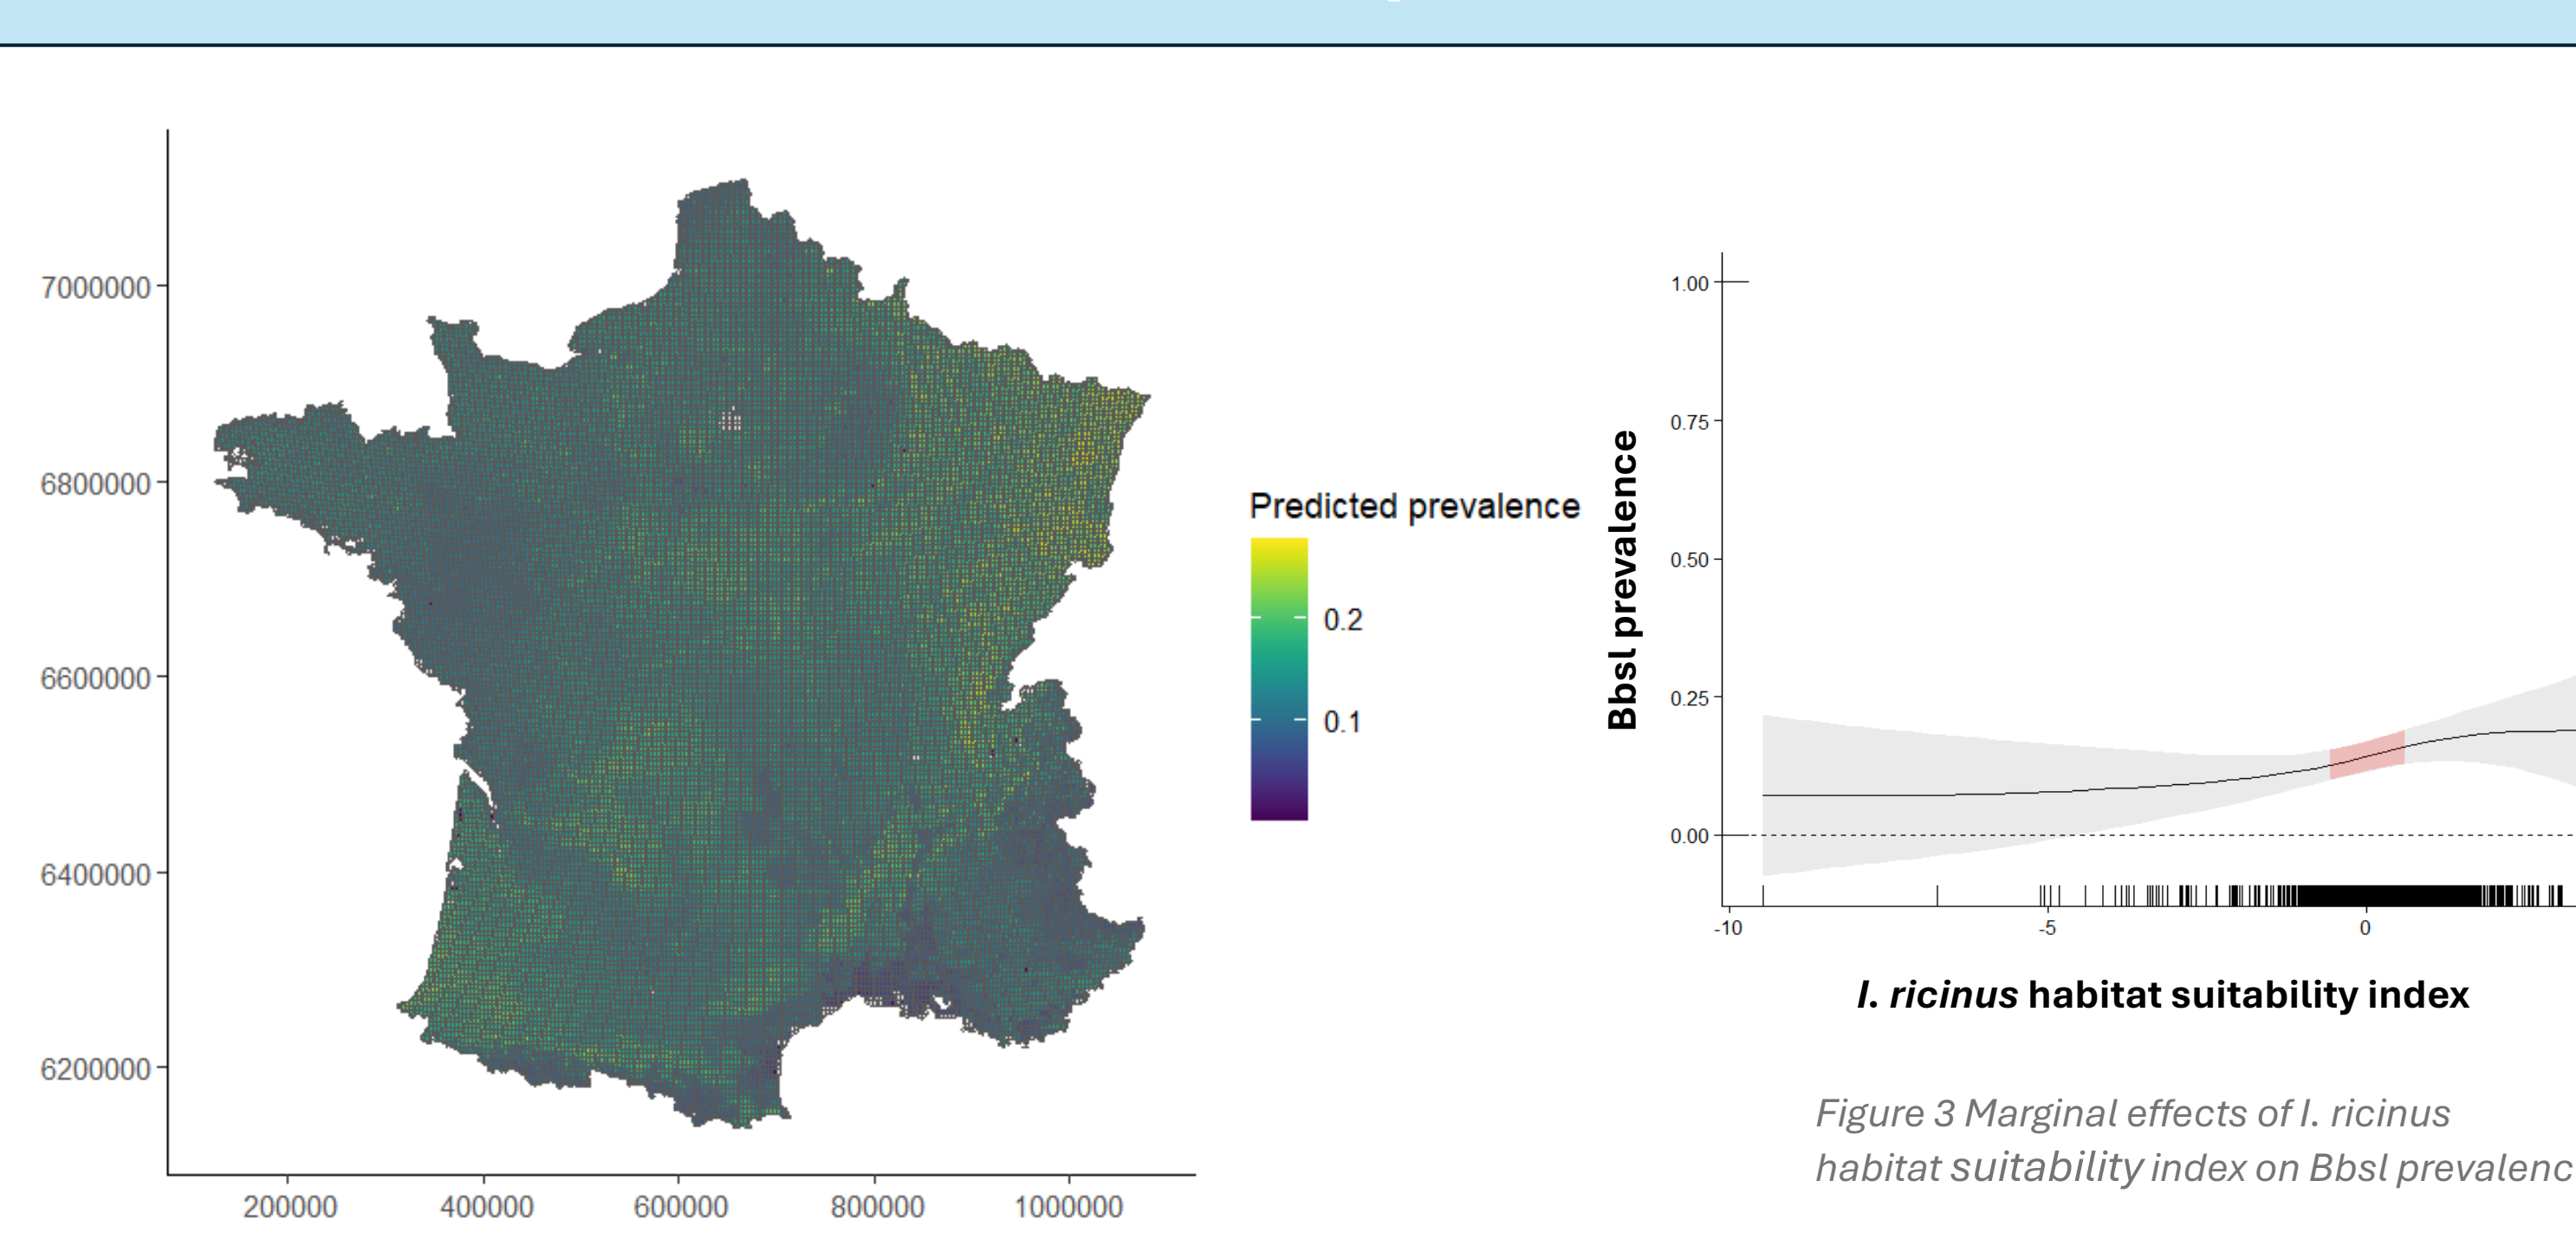 7000000
6800000
6600000
6400000
6200000
200000 400000 600000 800000 1000000
Predicted prevalence
0.2
0.1
Bbsl prevalence
1.00
0.75
0.50
0.25
0.00
-10 -5 0
I. ricinus habitat suitability index
Figure 3 Marginal effects of I. ricinus
habitat suitability index on Bbsl prevalenc